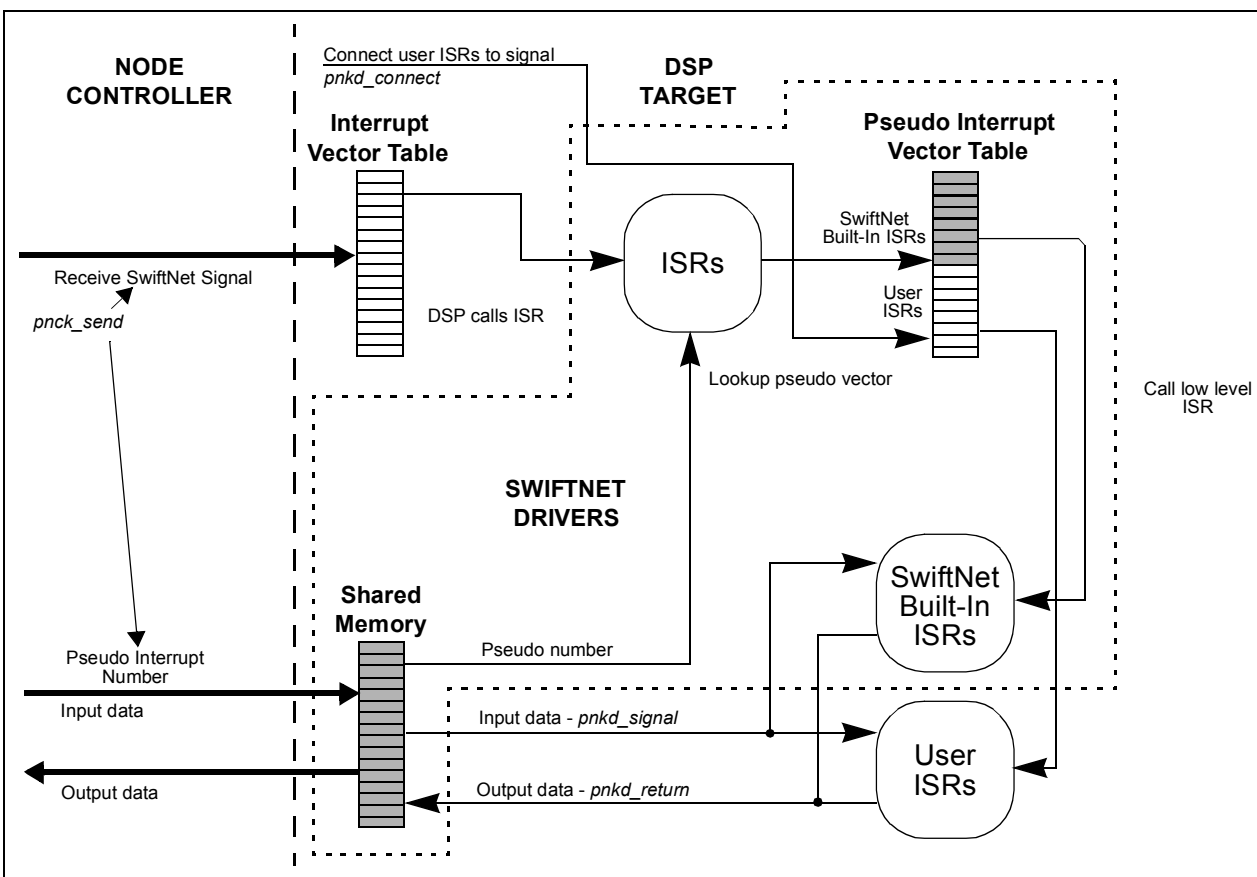 NODE
CONTROLLER
Connect user ISRs to signal
pnkd_connect
DSP
TARGET
Interrupt
Vector Table
Pseudo Interrupt
Vector Table
SwiftNet
Built-In ISRs
ISRs
Receive SwiftNet Signal
pnck_send
DSP calls ISR
User
ISRs
Lookup pseudo vector
Call low level
ISR
SWIFTNET
DRIVERS
Shared
Memory
SwiftNet
Built-In
ISRs
Pseudo Interrupt
Number
Pseudo number
Input data
Input data - pnkd_signal
User
ISRs
Output data
Output data - pnkd_return